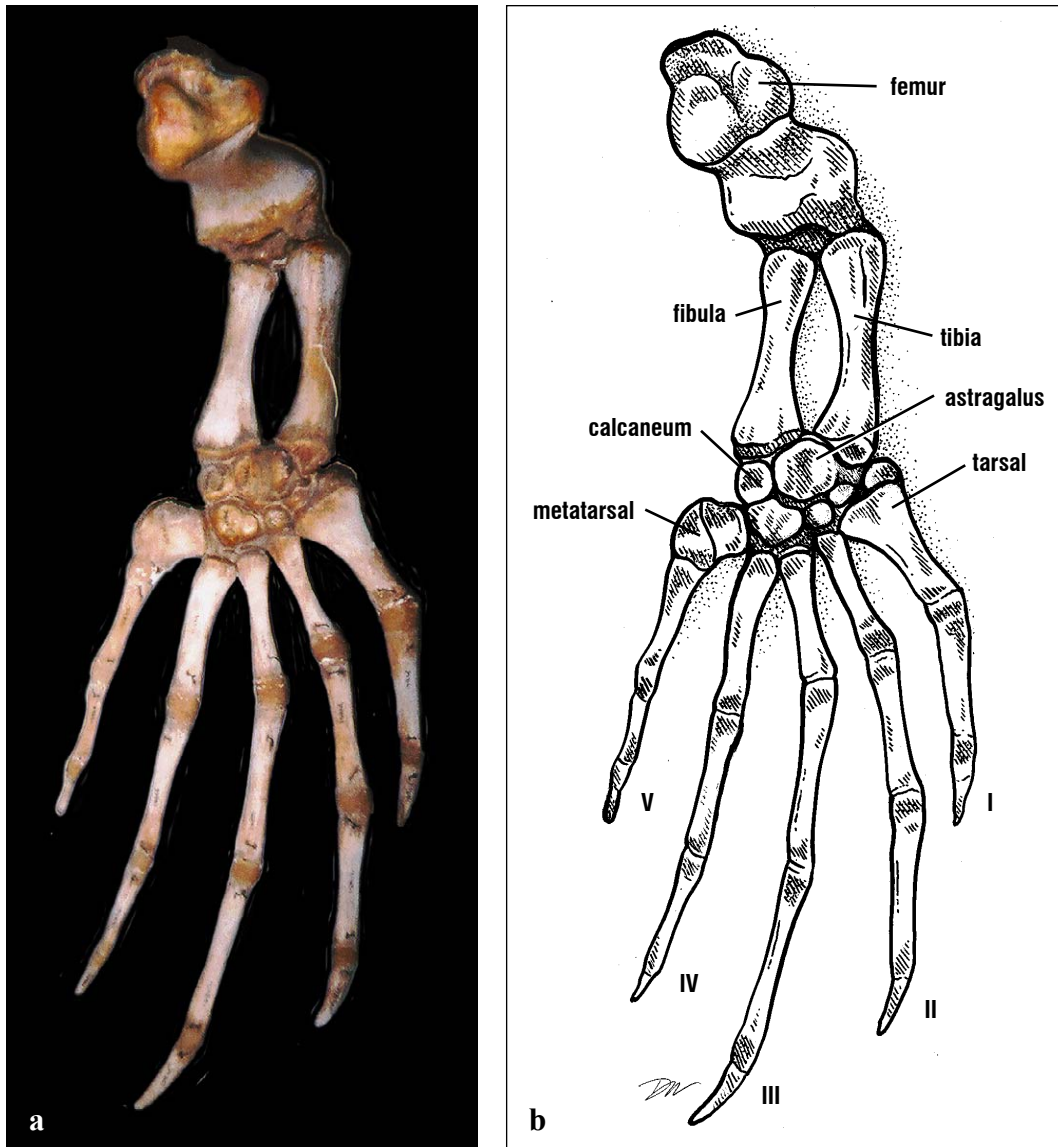 femur
fibula
tibia
astragalus
calcaneum
tarsal
metatarsal
V
I
IV
II
III
a
b